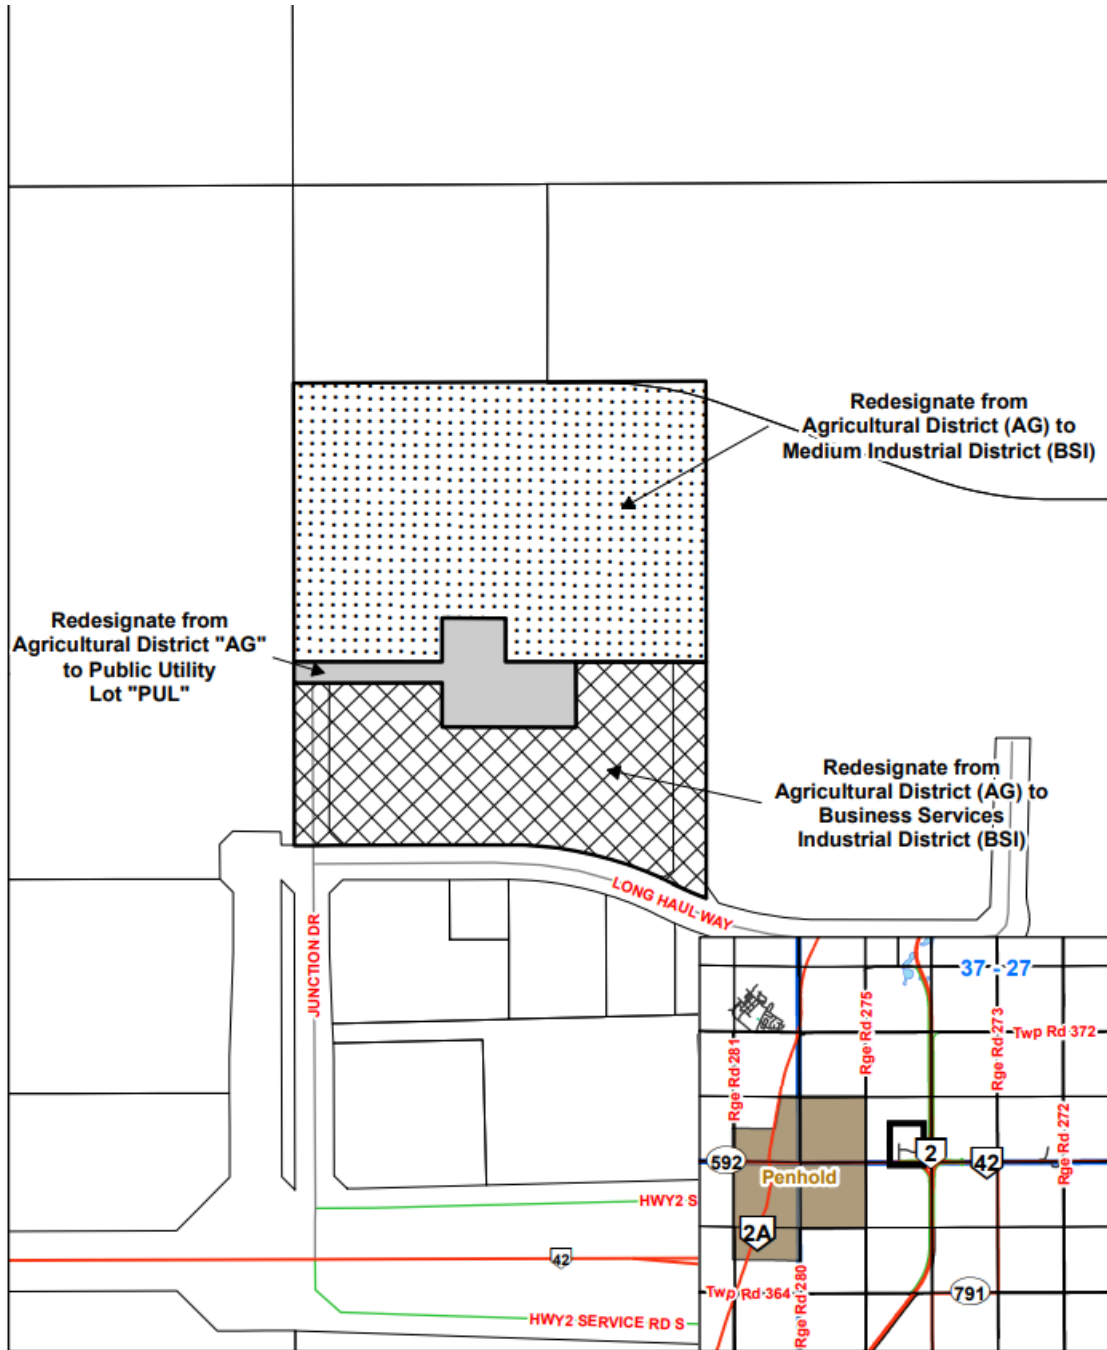 Redesignate from
Agricultural District (AG) to
Medium Industrial District (BSI)
Redesignate from
Agricultural District "AG"
to Public Utility
Lot "PUL"
Redesignate from
Agricultural District (AG) to
Business Services
Industrial District (BSI)
LONG HAUL WAY
JUNCTION DR
HWY2 S
42
HWY2 SERVICE RD S
37 - 27
Twp Rd 372
Rge Rd 281
Rge Rd 275
Rge Rd 273
Rge Rd 272
592
Penhold
2
42
2A
Twp Rd 364
Rge Rd 280
791